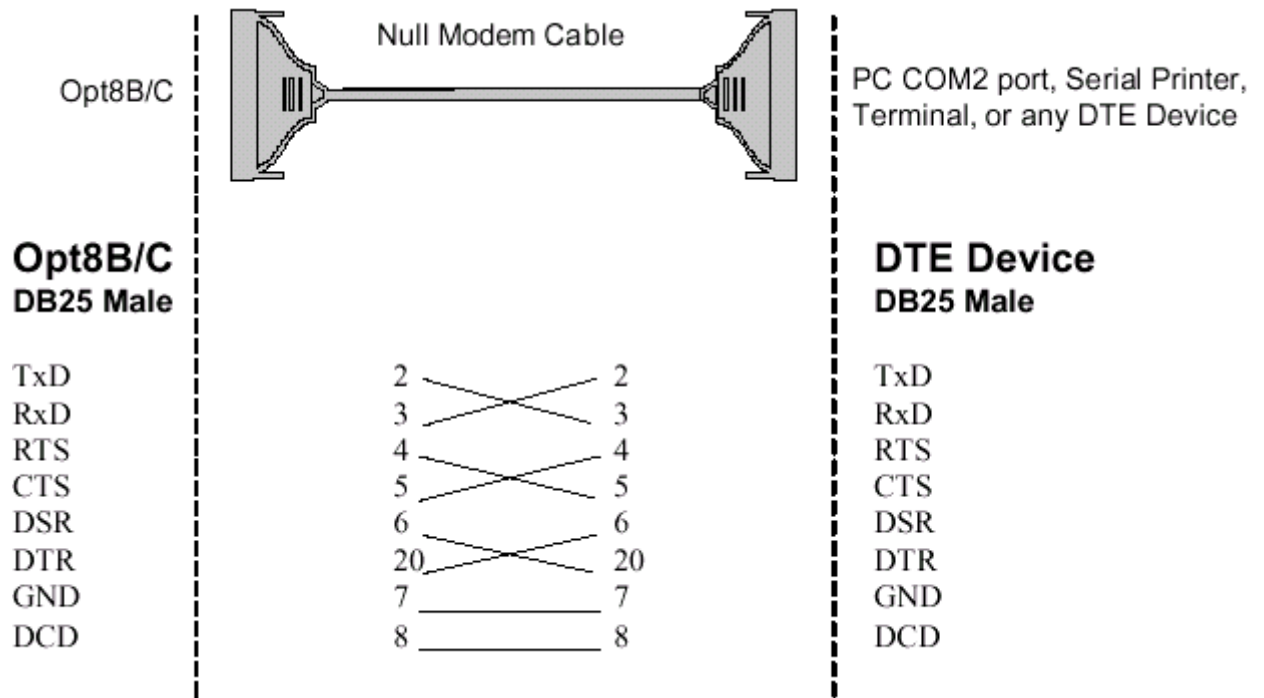 Null Modem Cable
Opt8B/C
PC COM2 port, Serial Printer,
Terminal, or any DTE Device
Opt8B/C
DB25 Male
DTE Device
DB25 Male
TxD 2 2 TxD
RxD 3 3 RxD
RTS 4 4 RTS
CTS 5 5 CTS
DSR 6 6 DSR
DTR 20 20 DTR
GND 7 7 GND
DCD 8 8 DCD